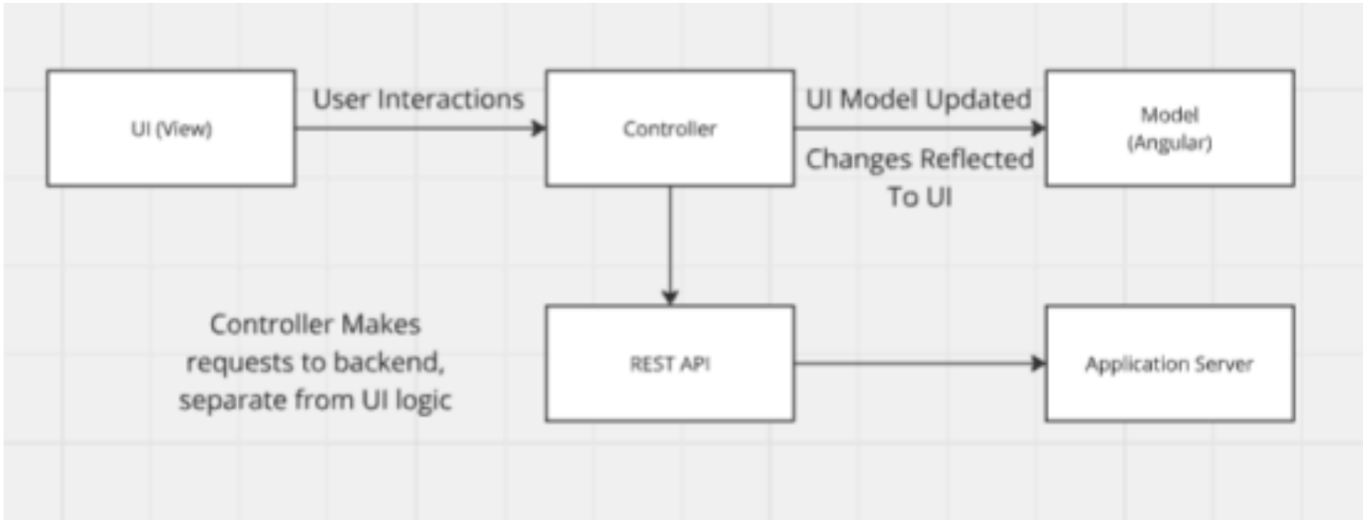 UI (View)
User Interactions
Controller
UI Model Updated
Changes Reflected
To UI
Model
(Angular)
Controller Makes
requests to backend,
separate from UI logic
REST API
Application Server